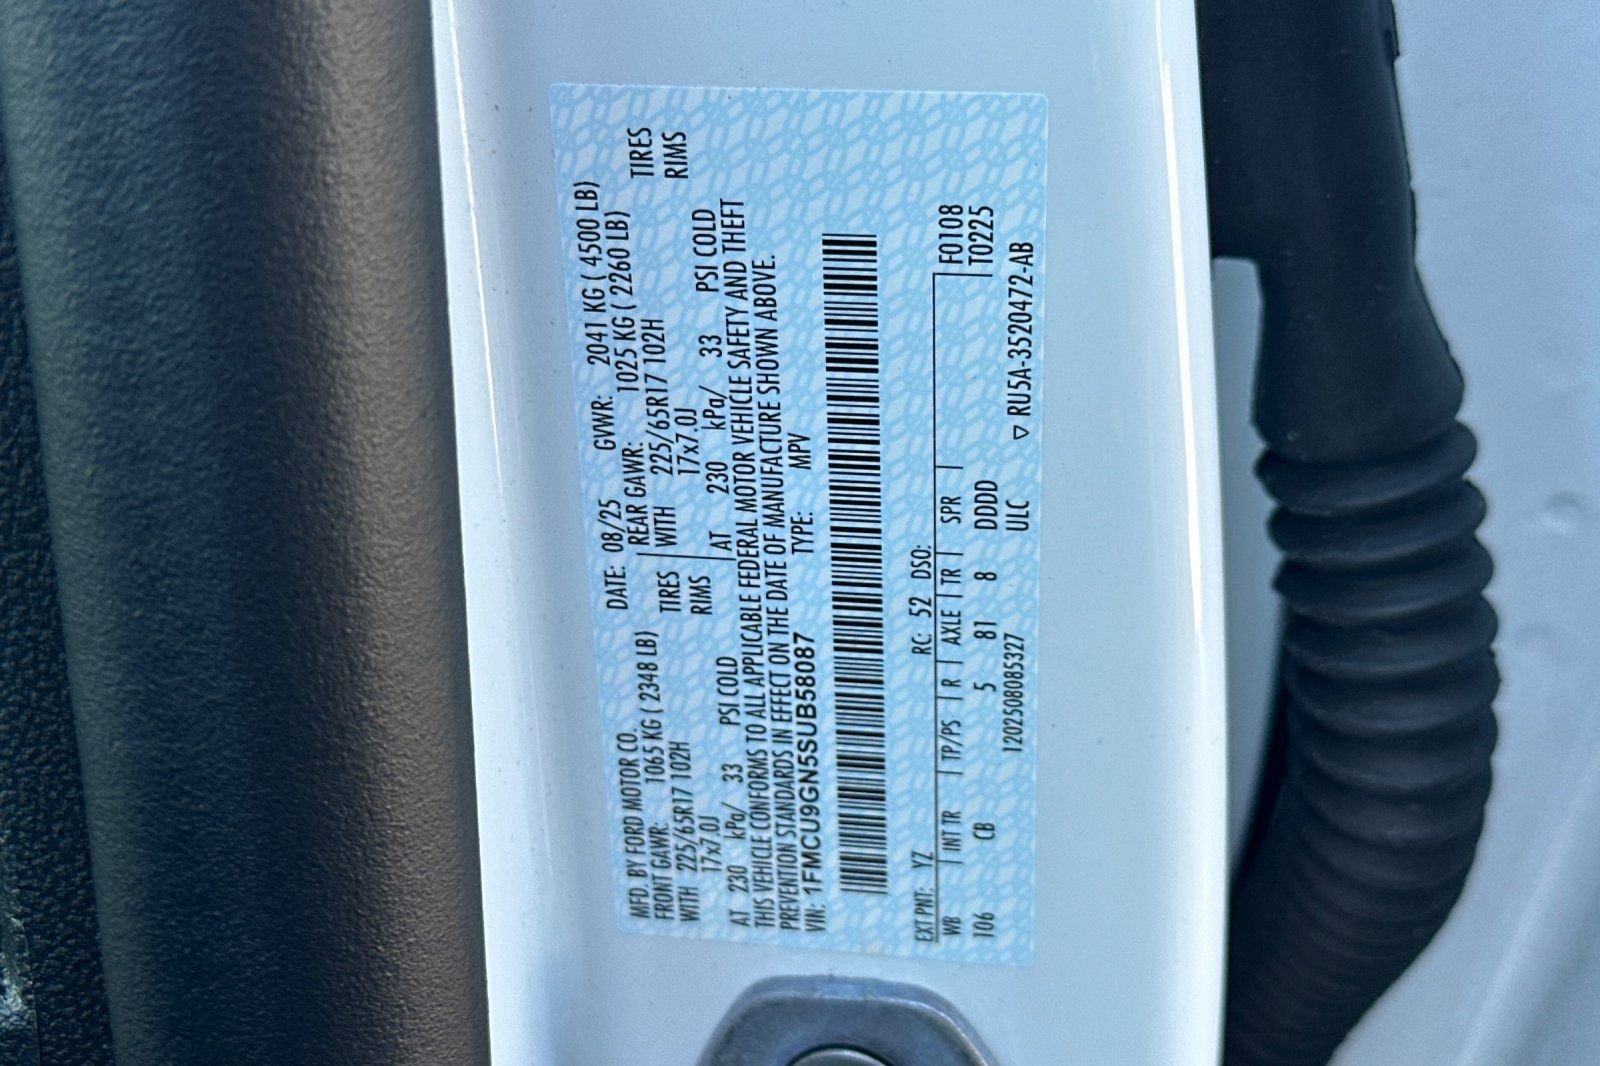 MFD. BY FORD MOTOR CO. DATE: 08/25 GVWR: 2041 KG ( 4500 LB)
FRONT GAWR: 1065 KG ( 2348 LB) REAR GAWR: 1025 KG ( 2260 LB)
WITH 225/65R17 102H TIRES WITH 225/65R17 102H TIRES
17x7.0J RIMS 17x7.0J RIMS
AT 230 kPa/ 33 PSI COLD AT 230 kPa/ 33 PSI COLD
THIS VEHICLE CONFORMS TO ALL APPLICABLE FEDERAL MOTOR VEHICLE SAFETY AND THEFT
PREVENTION STANDARDS IN EFFECT ON THE DATE OF MANUFACTURE SHOWN ABOVE.
VIN: 1FMCU9GN5SUB58087 TYPE: MPV
EXT PNT: YZ RC: 52 DSO: F0108
WB INT TR TP/PS R AXLE TR SPR T0225
106 CB 5 81 8 DDDD
12025080853​27 ULC ▽ RU5A-3520472-AB